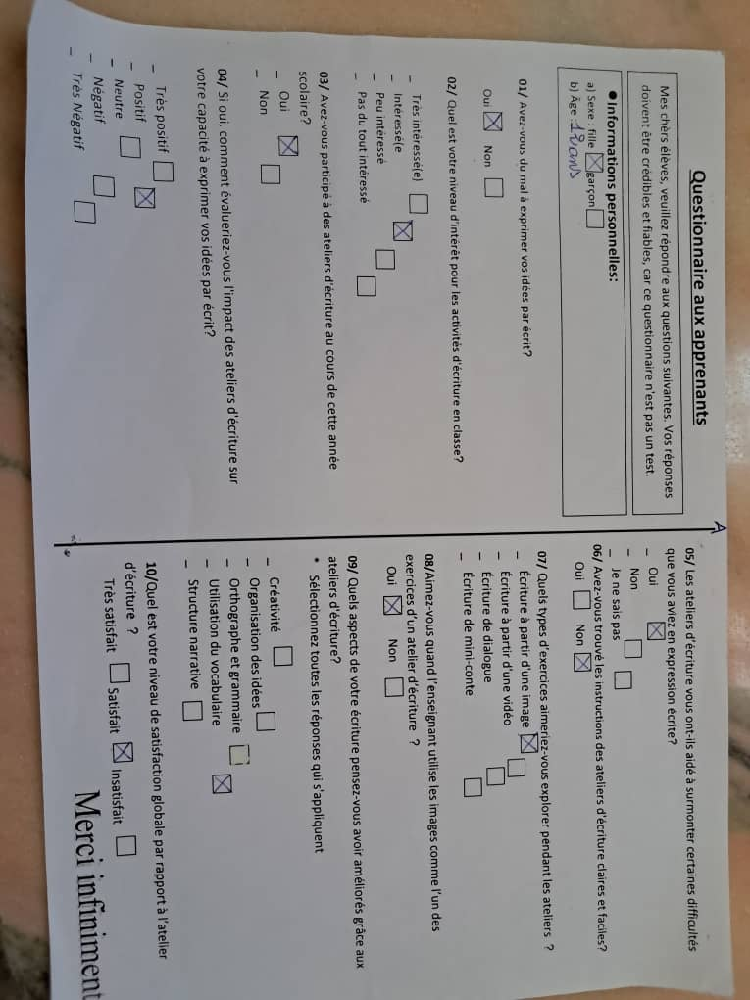 Questionnaire aux apprenants
Mes chèrs élèves, veuillez répondre aux questions suivantes. Vos réponses
doivent être crédibles et fiables, car ce questionnaire n'est pas un test.
●Informations personnelles:
a) Sexe : fille ☒ garçon ☐
b) Âge :12ans
01/ Avez-vous du mal à exprimer vos idées par écrit?
Oui ☒ Non ☐
02/ Quel est votre niveau d'intérêt pour les activités d'écriture en classe?
– Très intéressé(e) ☐
– Intéressé(e ☒
– Peu intéressé ☐
– Pas du tout intéressé ☐
03/ Avez-vous participé à des ateliers d'écriture au cours de cette année
scolaire?
– Oui ☒
– Non ☐
04/ Si oui, comment évalueriez-vous l'impact des ateliers d'écriture sur
votre capacité à exprimer vos idées par écrit?
– Très positif ☐
– Positif ☒
– Neutre ☐
– Négatif ☐
– Très Négatif ☐
A
05/ Les ateliers d'écriture vous ont-ils aidé à surmonter certaines difficultés
que vous aviez en expression écrite?
– Oui ☒
– Non ☐
– Je ne sais pas ☐
06/ Avez-vous trouvé les instructions des ateliers d'écriture claires et faciles?
Oui ☐ Non ☒
07/ Quels types d'exercices aimeriez-vous explorer pendant les ateliers ?
– Écriture à partir d'une image ☒
– Écriture à partir d'une vidéo ☐
– Écriture de dialogue ☐
– Écriture de mini-conte ☐
08/Aimez-vous quand l'enseignant utilise les images comme l'un des
exercices d'un atelier d'écriture ?
Oui ☒ Non ☐
09/ Quels aspects de votre écriture pensez-vous avoir améliorés grâce aux
ateliers d'écriture?
* Sélectionnez toutes les réponses qui s'appliquent
– Créativité ☐
– Organisation des idées ☐
– Orthographe et grammaire ☐
– Utilisation du vocabulaire ☒
– Structure narrative ☐
10/Quel est votre niveau de satisfaction globale par rapport à l'atelier
d'écriture ?
Très satisfait ☐ Satisfait ☒ Insatisfait ☐
Merci infiniment